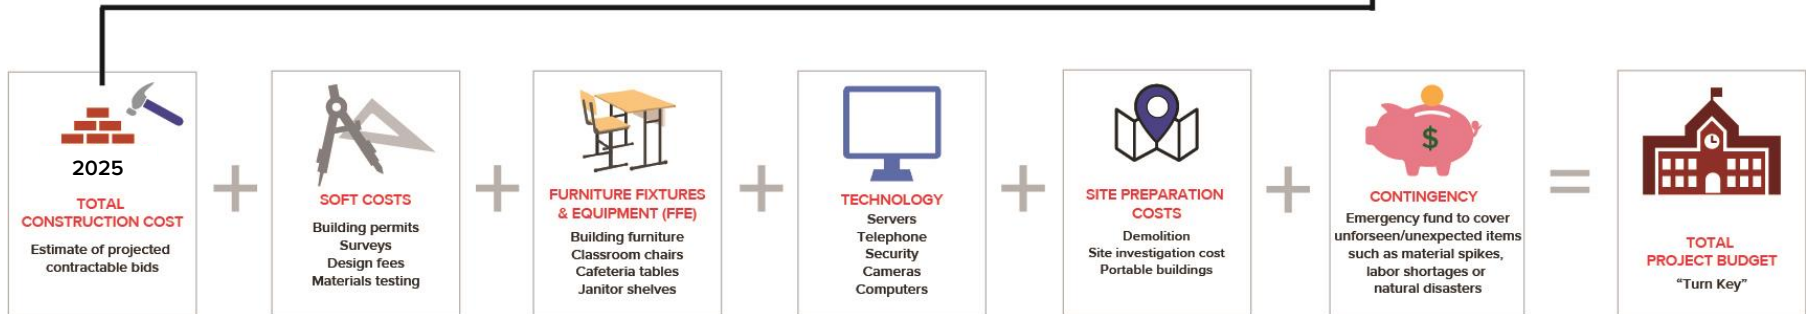 2025
TOTAL
CONSTRUCTION COST
Estimate of projected
contractable bids
+
SOFT COSTS
Building permits
Surveys
Design fees
Materials testing
+
FURNITURE FIXTURES
& EQUIPMENT (FFE)
Building furniture
Classroom chairs
Cafeteria tables
Janitor shelves
+
TECHNOLOGY
Servers
Telephone
Security
Cameras
Computers
+
SITE PREPARATION
COSTS
Demolition
Site investigation cost
Portable buildings
+
$
CONTINGENCY
Emergency fund to cover
unforseen/unexpected items
such as material spikes,
labor shortages or
natural disasters
=
TOTAL
PROJECT BUDGET
“Turn Key”